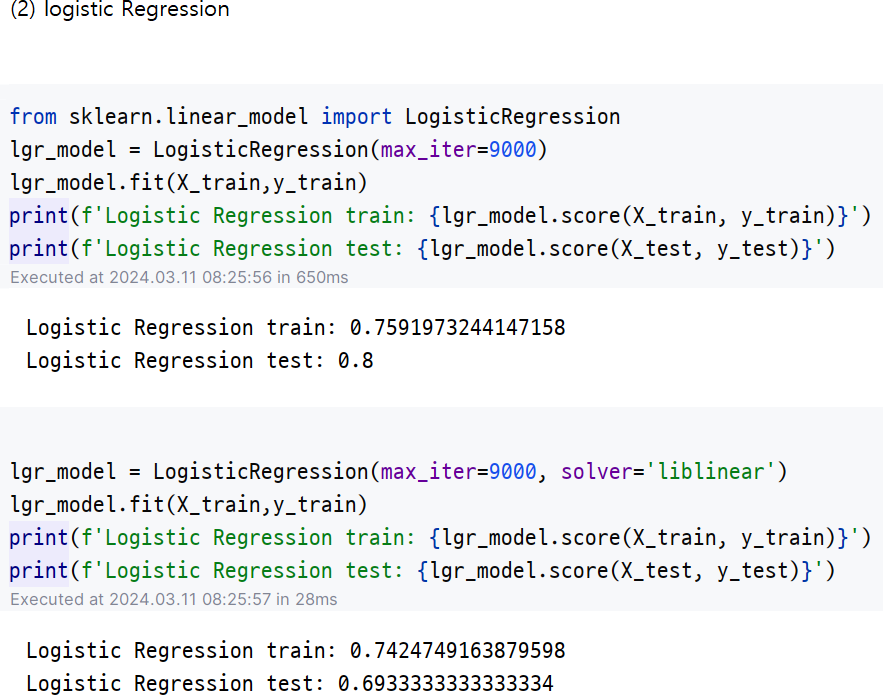 (2) logistic Regression
from sklearn.linear_model import LogisticRegression
lgr_model = LogisticRegression(max_iter=9000)
lgr_model.fit(X_train,y_train)
print(f'Logistic Regression train: {lgr_model.score(X_train, y_train)}')
print(f'Logistic Regression test: {lgr_model.score(X_test, y_test)}')
Executed at 2024.03.11 08:25:56 in 650ms
Logistic Regression train: 0.7591973244147158
Logistic Regression test: 0.8
lgr_model = LogisticRegression(max_iter=9000, solver='liblinear')
lgr_model.fit(X_train,y_train)
print(f'Logistic Regression train: {lgr_model.score(X_train, y_train)}')
print(f'Logistic Regression test: {lgr_model.score(X_test, y_test)}')
Executed at 2024.03.11 08:25:57 in 28ms
Logistic Regression train: 0.7424749163879598
Logistic Regression test: 0.6933333333333334